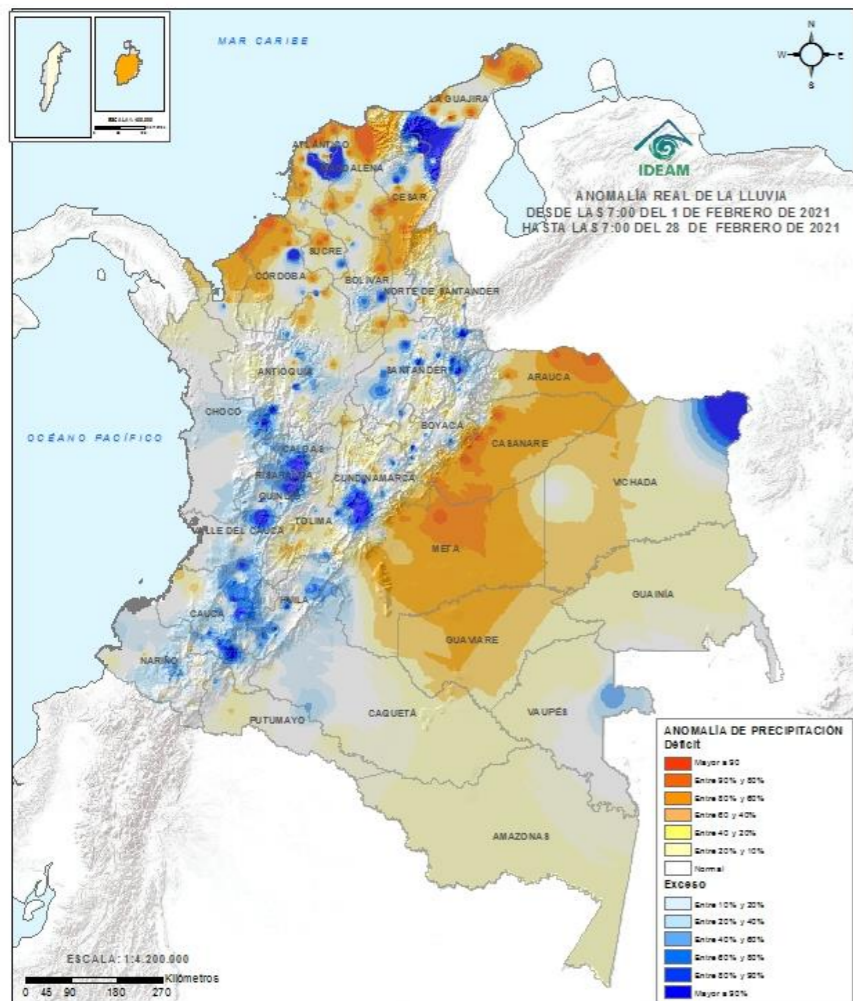 MAR CARIBE
N
W
E
S
LA GUAJIRA
ATLÁNTICO
IDEAM
CESAR
ANOMALÍA REAL DE LA LLUVIA
DESDE LAS 7:00 DEL 1 DE FEBRERO DE 2021
HASTA LAS 7:00 DEL 28 DE FEBRERO DE 2021
SUCRE
CÓRDOBA
BOLIVAR
NORTE DE SANTANDER
ANTIOQUIA
SANTANDER
ARAUCA
CHOCÓ
BOYACÁ
OCÉANO PACÍFICO
CASANARE
CALDAS
RISARALDA
CUNDINAMARCA
VICHADA
QUINDÍO
TOLIMA
VALLE DEL CAUCA
META
GUAINÍA
HUILA
CAUCA
GUAVIARE
NARIÑO
CAQUETÁ
VAUPÉS
PUTUMAYO
ANOMALÍA DE PRECIPITACIÓN
Déficit
Mayor a 90
Entre 90% y 80%
Entre 80% y 60%
Entre 60 y 40%
Entre 40 y 20%
Entre 20% y 10%
Normal
AMAZONAS
Exceso
Entre 10% y 20%
Entre 20% y 40%
Entre 40% y 60%
Entre 60% y 80%
Entre 80% y 90%
Mayor a 90%
ESCALA: 1:4.200.000
Kilómetros
0 45 90 180 270